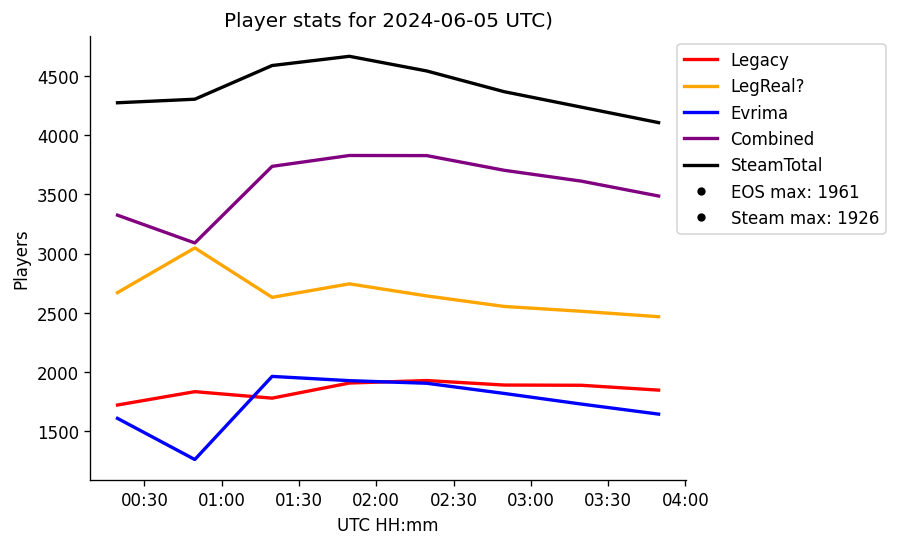 Player stats for 2024-06-05 UTC)
Legacy
LegReal?
Evrima
Combined
SteamTotal
EOS max: 1961
Steam max: 1926
4500
4000
3500
3000
2500
2000
1500
Players
00:30 01:00 01:30 02:00 02:30 03:00 03:30 04:00
UTC HH:mm